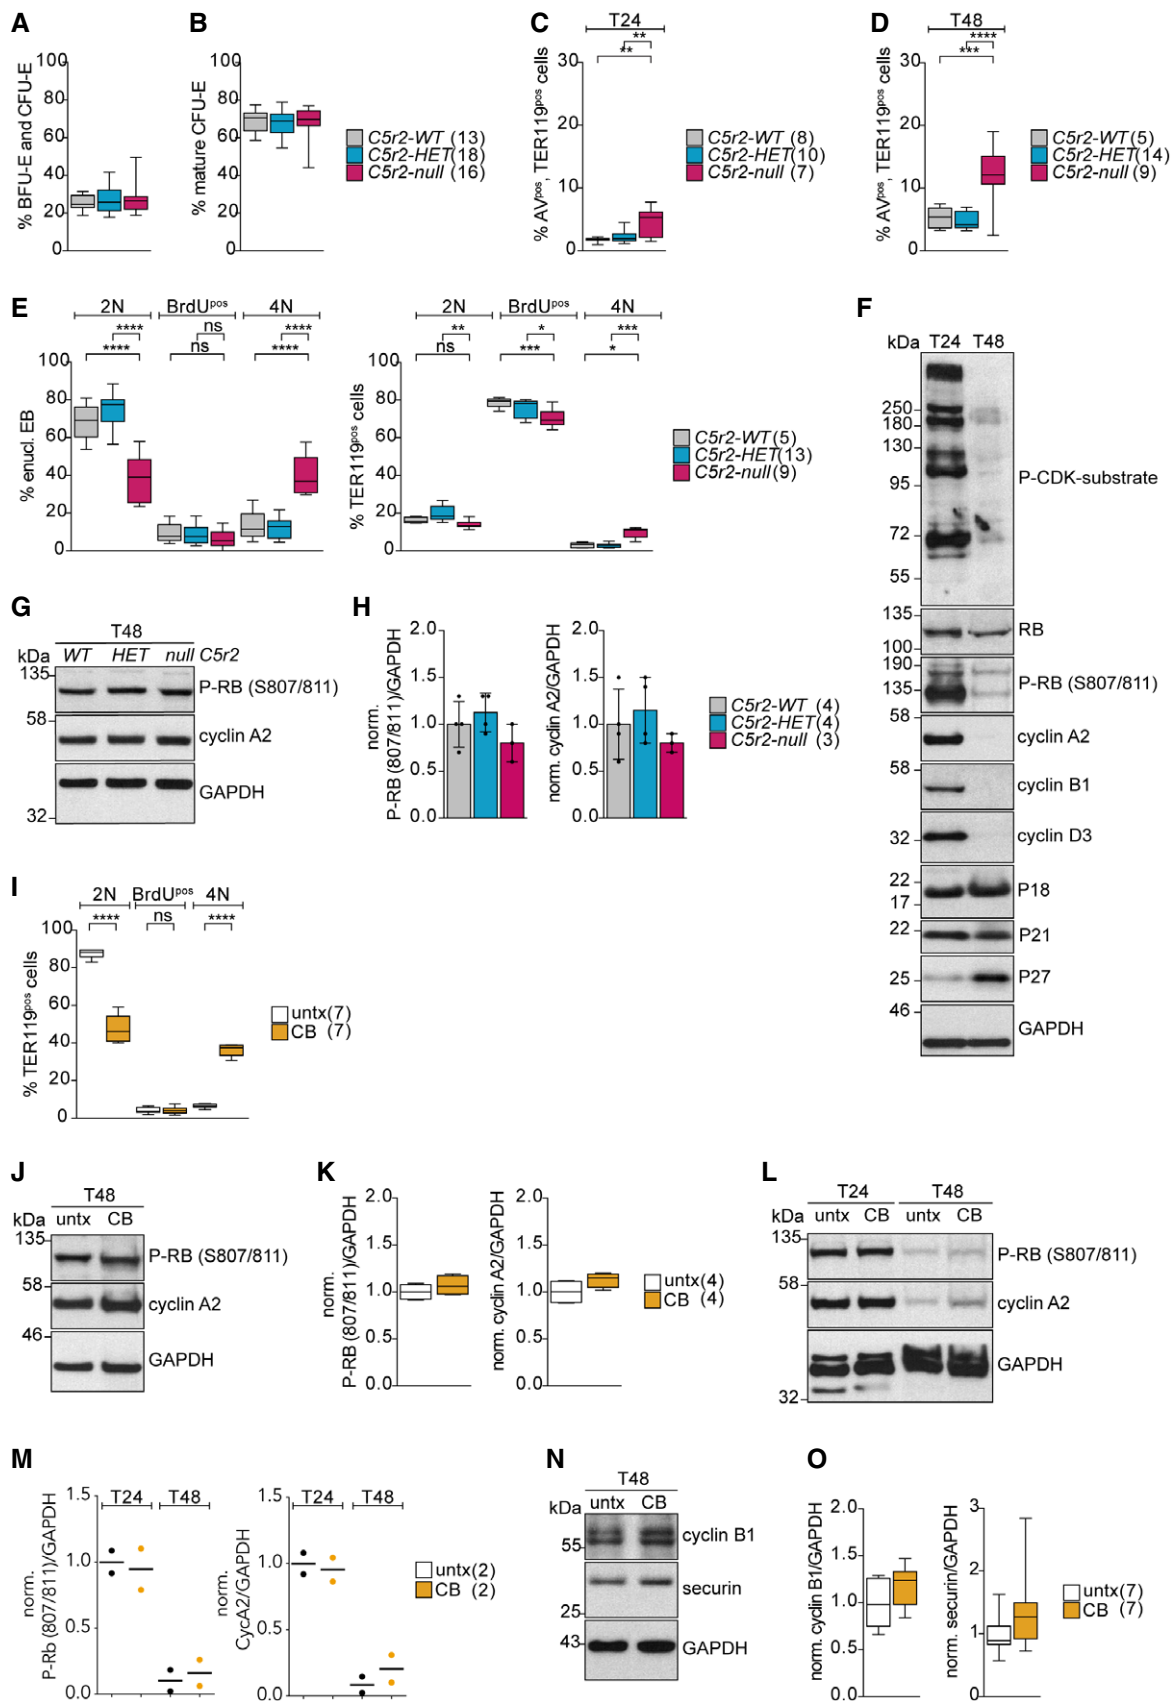 A
% BFU-E and CFU-E
100
80
60
40
20
0
B
% mature CFU-E
100
80
60
40
20
0
C5r2-WT (13)
C5r2-HET (18)
C5r2-null (16)
C
T24
**
**
% AVpos, TER119pos cells
30
20
10
0
C5r2-WT (8)
C5r2-HET (10)
C5r2-null (7)
D
T48
****
***
% AVpos, TER119pos cells
30
20
10
0
C5r2-WT (5)
C5r2-HET (14)
C5r2-null (9)
E
2N BrdUpos 4N
**** ns ****
**** ns ****
% enucl. EB
100
80
60
40
20
0
2N BrdUpos 4N
** * ***
ns *** *
% TER119pos cells
100
80
60
40
20
0
C5r2-WT (5)
C5r2-HET (13)
C5r2-null (9)
F
kDa T24 T48
250
180
130
95
72
55
P-CDK-substrate
135
100
RB
190
135
P-RB (S807/811)
58
cyclin A2
58
cyclin B1
32
cyclin D3
22
17
P18
22
P21
25
P27
46
GAPDH
G
T48
kDa WT HET null C5r2
135
P-RB (S807/811)
58
cyclin A2
GAPDH
32
H
norm.
P-RB (807/811)/GAPDH
2.0
1.5
1.0
0.5
0.0
norm. cyclin A2/GAPDH
2.0
1.5
1.0
0.5
0.0
C5r2-WT (4)
C5r2-HET (4)
C5r2-null (3)
I
2N BrdUpos 4N
**** ns ****
% TER119pos cells
100
80
60
40
20
0
untx (7)
CB (7)
J
T48
kDa untx CB
135
P-RB (S807/811)
58
cyclin A2
46
GAPDH
K
norm.
P-RB (807/811)/GAPDH
2.0
1.5
1.0
0.5
0.0
norm. cyclin A2/GAPDH
2.0
1.5
1.0
0.5
0.0
untx (4)
CB (4)
L
T24 T48
kDa untx CB untx CB
135
P-RB (S807/811)
58
cyclin A2
GAPDH
32
M
T24 T48
norm.
P-Rb (807/811)/GAPDH
1.5
1.0
0.5
0.0
T24 T48
norm.
CycA2/GAPDH
1.5
1.0
0.5
0.0
untx (2)
CB (2)
N
T48
kDa untx CB
55
cyclin B1
securin
25
43
GAPDH
O
norm. cyclin B1/GAPDH
2.0
1.5
1.0
0.5
0.0
norm. securin/GAPDH
3
2
1
0
untx (7)
CB (7)